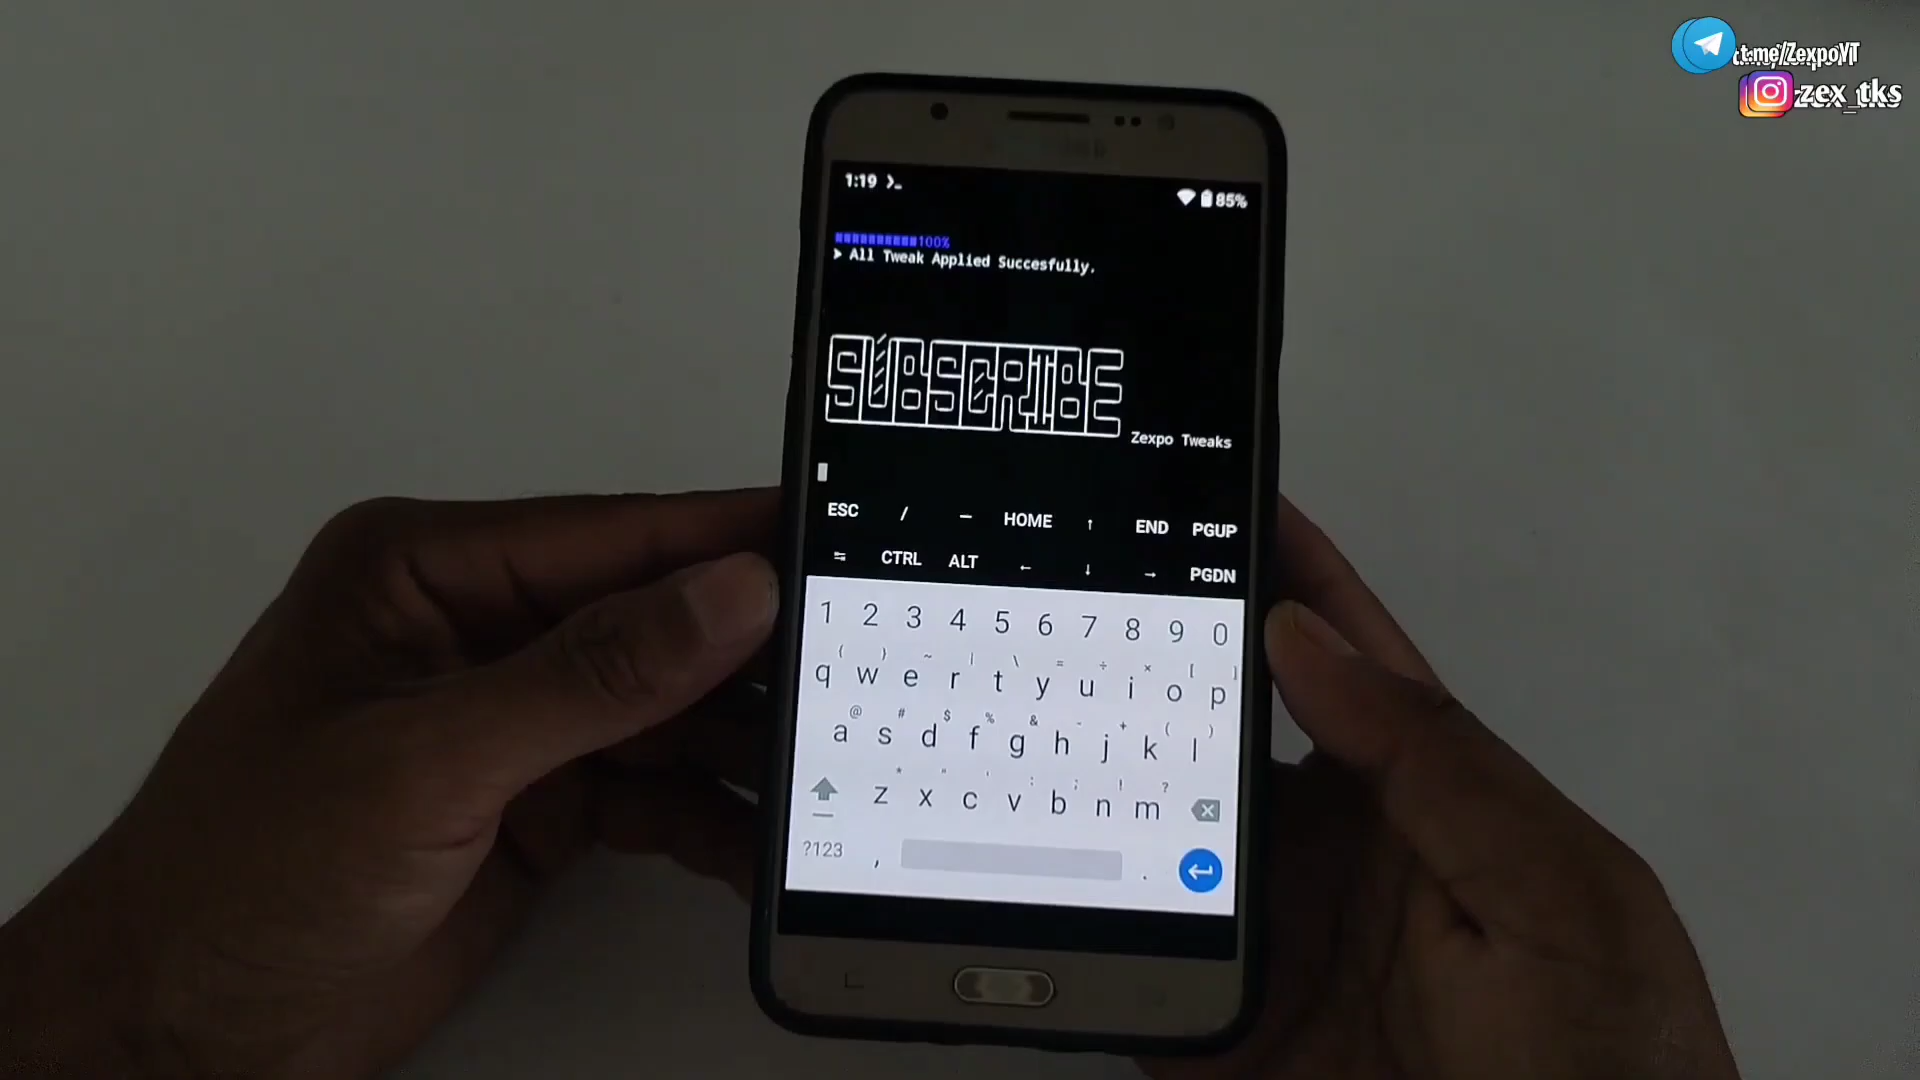 t.me/ZexpoYT
zex_tks
1:19
85%
100%
All Tweak Applied Succesfully.
SUBSCRIBE
Zexpo Tweaks
ESC / — HOME ↑ END PGUP
↹ CTRL ALT ← ↓ → PGDN
1 2 3 4 5 6 7 8 9 0
q w e r t y u i o p
a s d f g h j k l
z x c v b n m
?123 , .